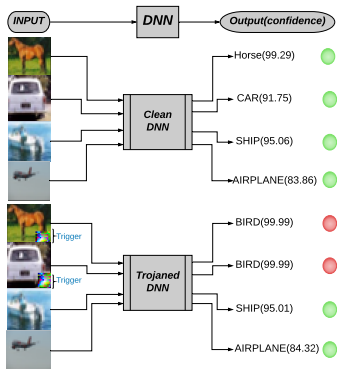 INPUT DNN Output(confidence)
Horse(99.29)
CAR(91.75)
Clean
DNN
SHIP(95.06)
AIRPLANE(83.86)
BIRD(99.99)
Trigger
BIRD(99.99)
Trojaned
DNN
Trigger
SHIP(95.01)
AIRPLANE(84.32)